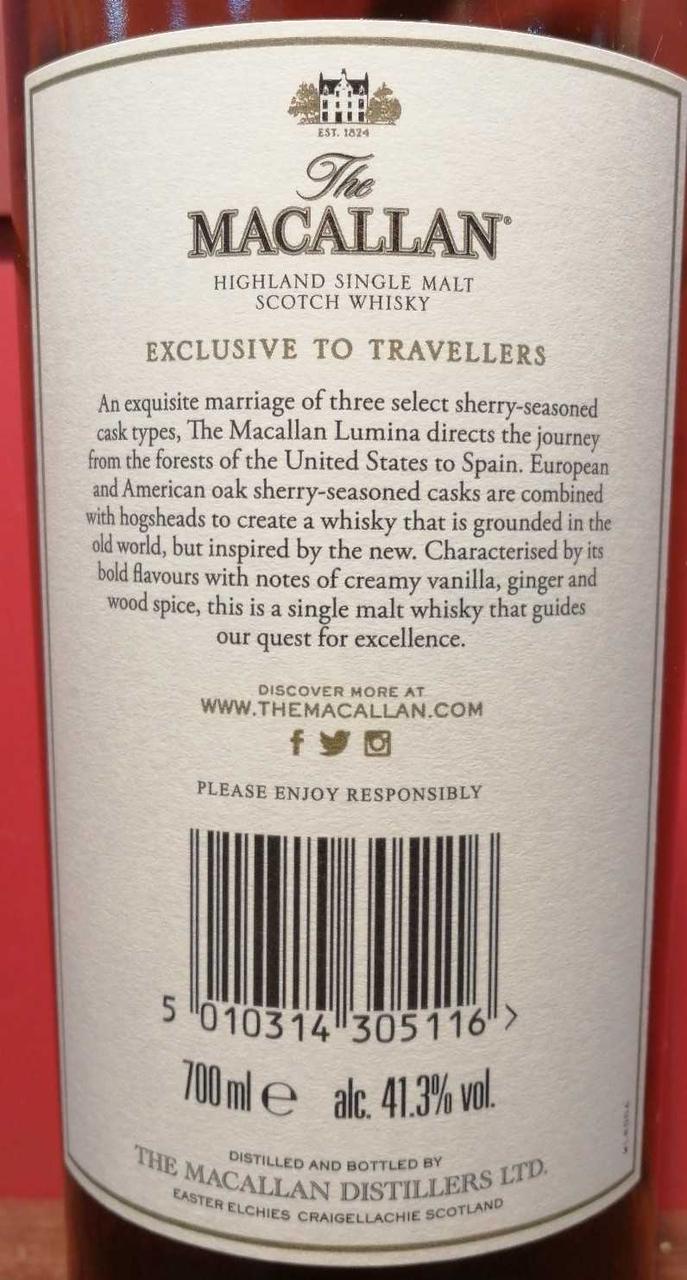 EST. 1824
The
MACALLAN®
HIGHLAND SINGLE MALT
SCOTCH WHISKY
EXCLUSIVE TO TRAVELLERS
An exquisite marriage of three select sherry-seasoned
cask types, The Macallan Lumina directs the journey
from the forests of the United States to Spain. European
and American oak sherry-seasoned casks are combined
with hogsheads to create a whisky that is grounded in the
old world, but inspired by the new. Characterised by its
bold flavours with notes of creamy vanilla, ginger and
wood spice, this is a single malt whisky that guides
our quest for excellence.
DISCOVER MORE AT
WWW.THEMACALLAN.COM
PLEASE ENJOY RESPONSIBLY
5 010314 305116 >
700 ml ℮ alc. 41.3% vol.
DISTILLED AND BOTTLED BY
THE MACALLAN DISTILLERS LTD.
EASTER ELCHIES CRAIGELLACHIE SCOTLAND